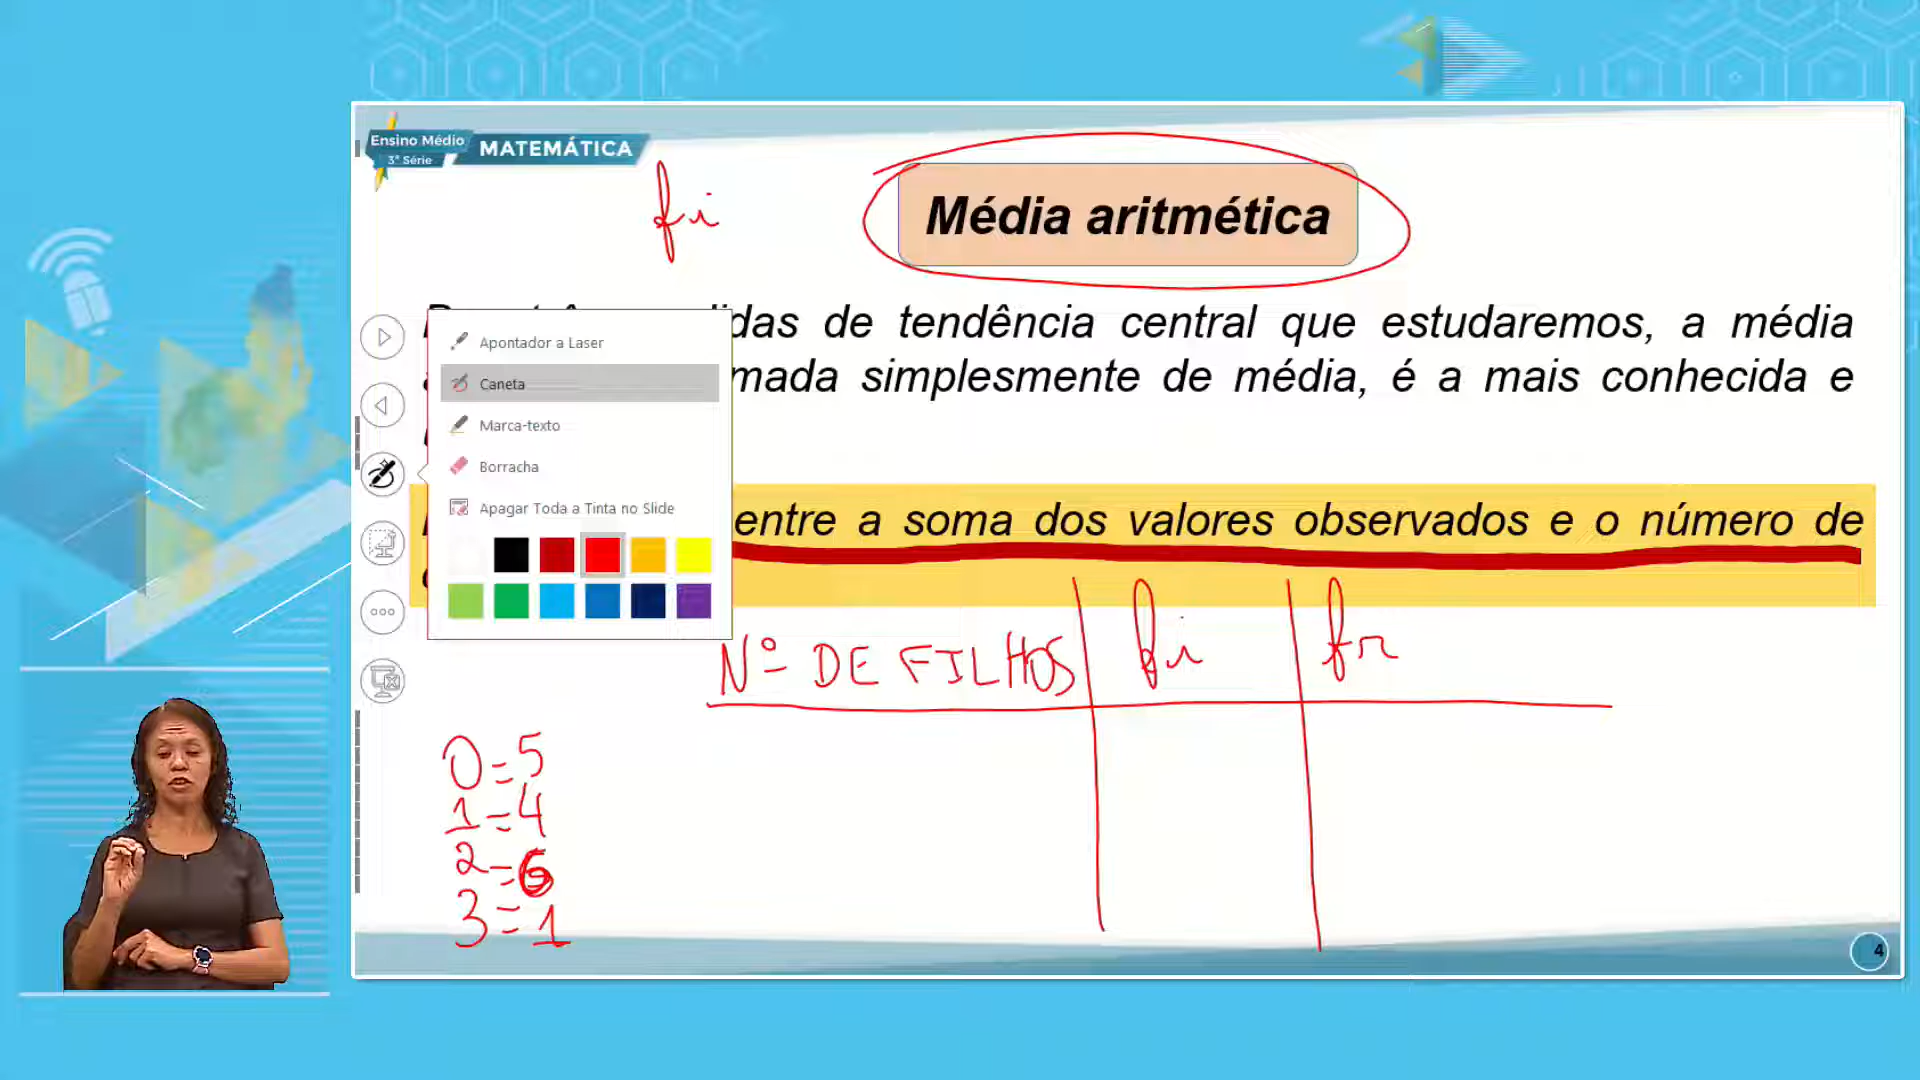 Ensino Médio
3ª Série
MATEMÁTICA
fi
Média aritmética
didas de tendência central que estudaremos, a média
mada simplesmente de média, é a mais conhecida e
Apontador a Laser
Caneta
Marca-texto
Borracha
Apagar Toda a Tinta no Slide
entre a soma dos valores observados e o número de
Nº DE FILHOS fi fr
0=5
1=4
2=6
3=1
4